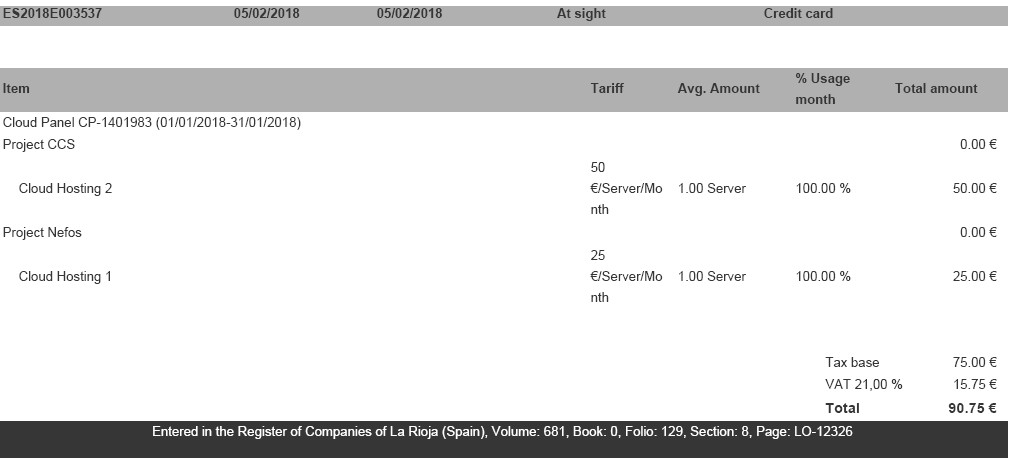 ES2018E003537 05/02/2018 05/02/2018 At sight Credit card
Item Tariff Avg. Amount % Usage month Total amount
Cloud Panel CP-1401983 (01/01/2018-31/01/2018)
Project CCS 0.00 €
50
Cloud Hosting 2 €/Server/Mo 1.00 Server 100.00 % 50.00 €
nth
Project Nefos 0.00 €
25
Cloud Hosting 1 €/Server/Mo 1.00 Server 100.00 % 25.00 €
nth
Tax base 75.00 €
VAT 21,00 % 15.75 €
Total 90.75 €
Entered in the Register of Companies of La Rioja (Spain), Volume: 681, Book: 0, Folio: 129, Section: 8, Page: LO-12326